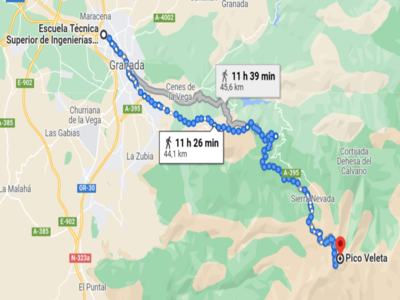 Maracena
A-4002
Granada
Escuela Técnica
Superior de Ingenierías...
Granada
11 h 39 min
45,6 km
E-902
Cenes de
la Vega
A-395
Churriana
de la Vega
A-385
Las Gabias
11 h 26 min
44,1 km
Cortijada
Dehesa del
Calvano
La Zubia
A-395
La Malahá
GR-30
Sierra Nevada
E-902
A-385
N-323a
Pico Veleta
El Puntal